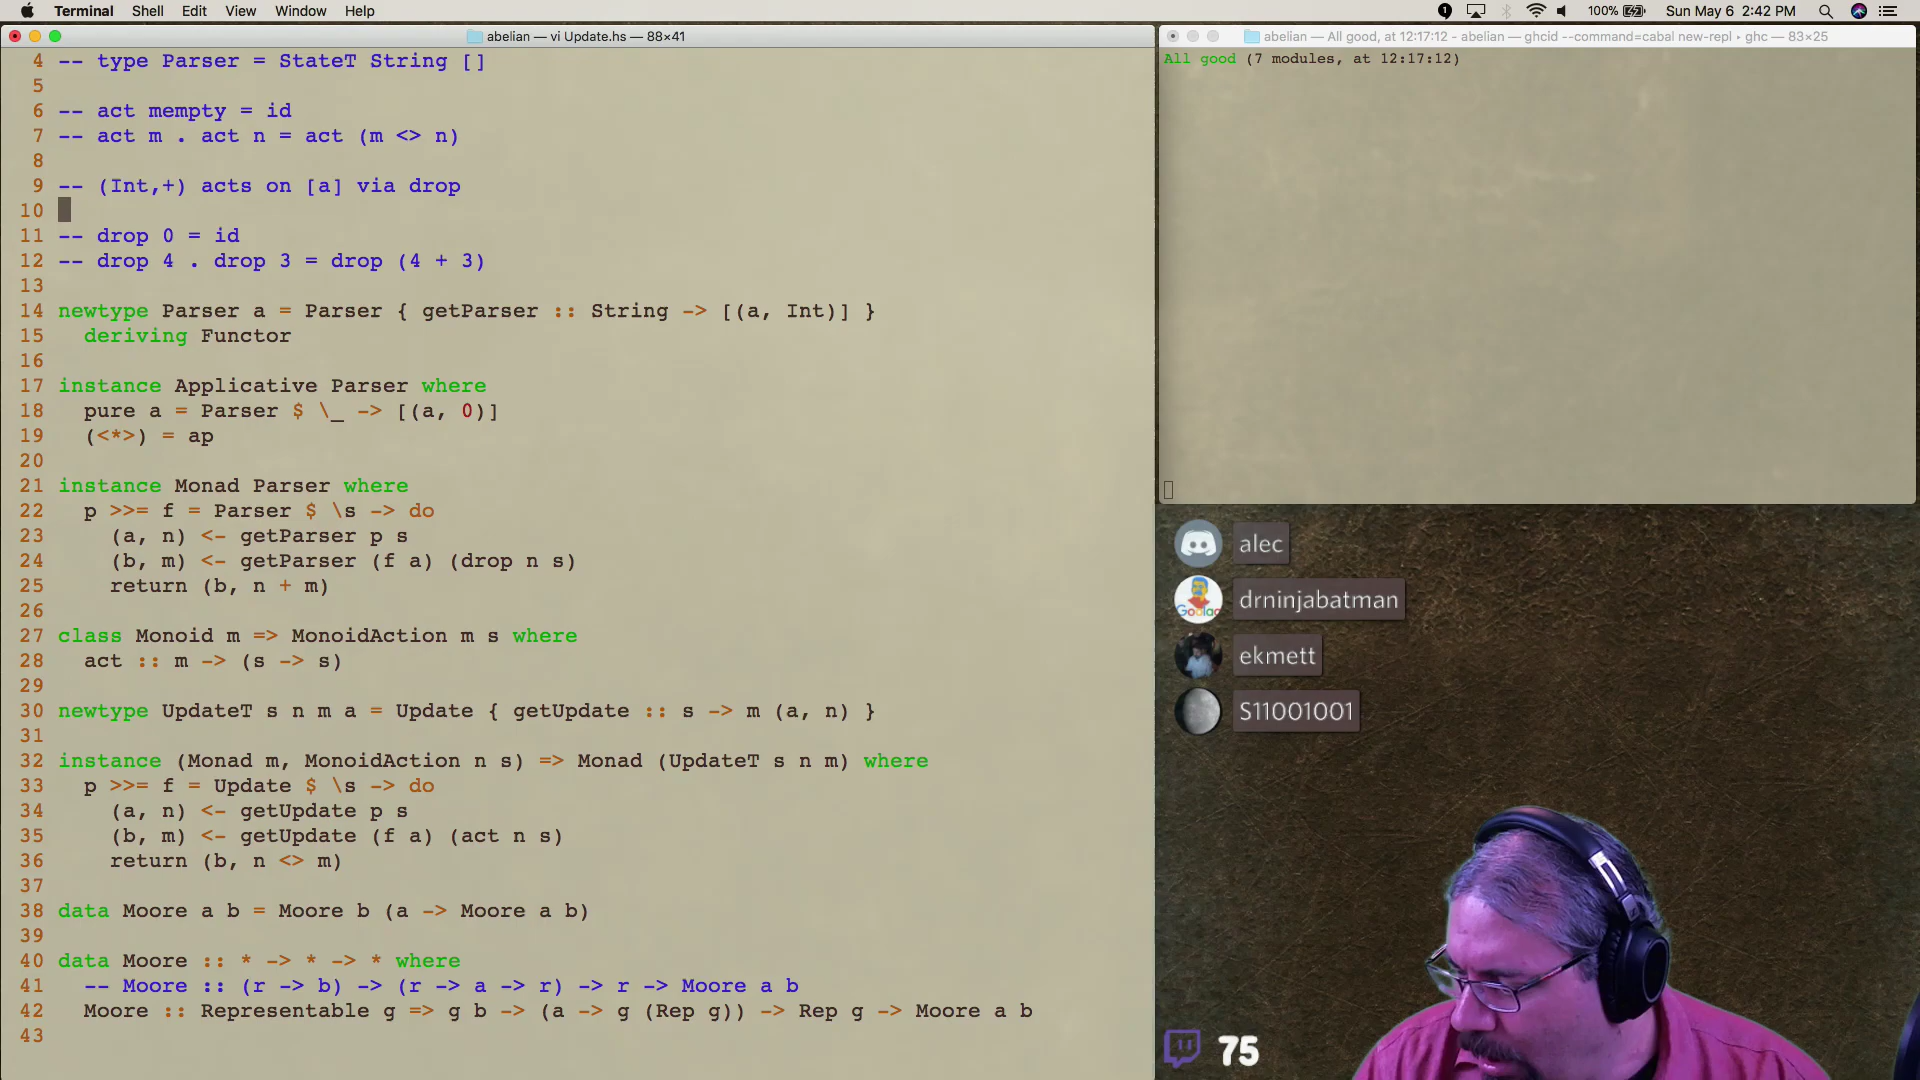 Terminal Shell Edit View Window Help
1 100% Sun May 6 2:42 PM
abelian — vi Update.hs — 88×41
4 -- type Parser = StateT String []
5
6 -- act mempty = id
7 -- act m . act n = act (m <> n)
8
9 -- (Int,+) acts on [a] via drop
10
11 -- drop 0 = id
12 -- drop 4 . drop 3 = drop (4 + 3)
13
14 newtype Parser a = Parser { getParser :: String -> [(a, Int)] }
15   deriving Functor
16
17 instance Applicative Parser where
18   pure a = Parser $ \_ -> [(a, 0)]
19   (<*>) = ap
20
21 instance Monad Parser where
22   p >>= f = Parser $ \s -> do
23     (a, n) <- getParser p s
24     (b, m) <- getParser (f a) (drop n s)
25     return (b, n + m)
26
27 class Monoid m => MonoidAction m s where
28   act :: m -> (s -> s)
29
30 newtype UpdateT s n m a = Update { getUpdate :: s -> m (a, n) }
31
32 instance (Monad m, MonoidAction n s) => Monad (UpdateT s n m) where
33   p >>= f = Update $ \s -> do
34     (a, n) <- getUpdate p s
35     (b, m) <- getUpdate (f a) (act n s)
36     return (b, n <> m)
37
38 data Moore a b = Moore b (a -> Moore a b)
39
40 data Moore :: * -> * -> * where
41   -- Moore :: (r -> b) -> (r -> a -> r) -> r -> Moore a b
42   Moore :: Representable g => g b -> (a -> g (Rep g)) -> Rep g -> Moore a b
43
abelian — All good, at 12:17:12 - abelian — ghcid --command=cabal new-repl ▸ ghc — 83×25
All good (7 modules, at 12:17:12)
alec
drninjabatman
ekmett
S11001001
75